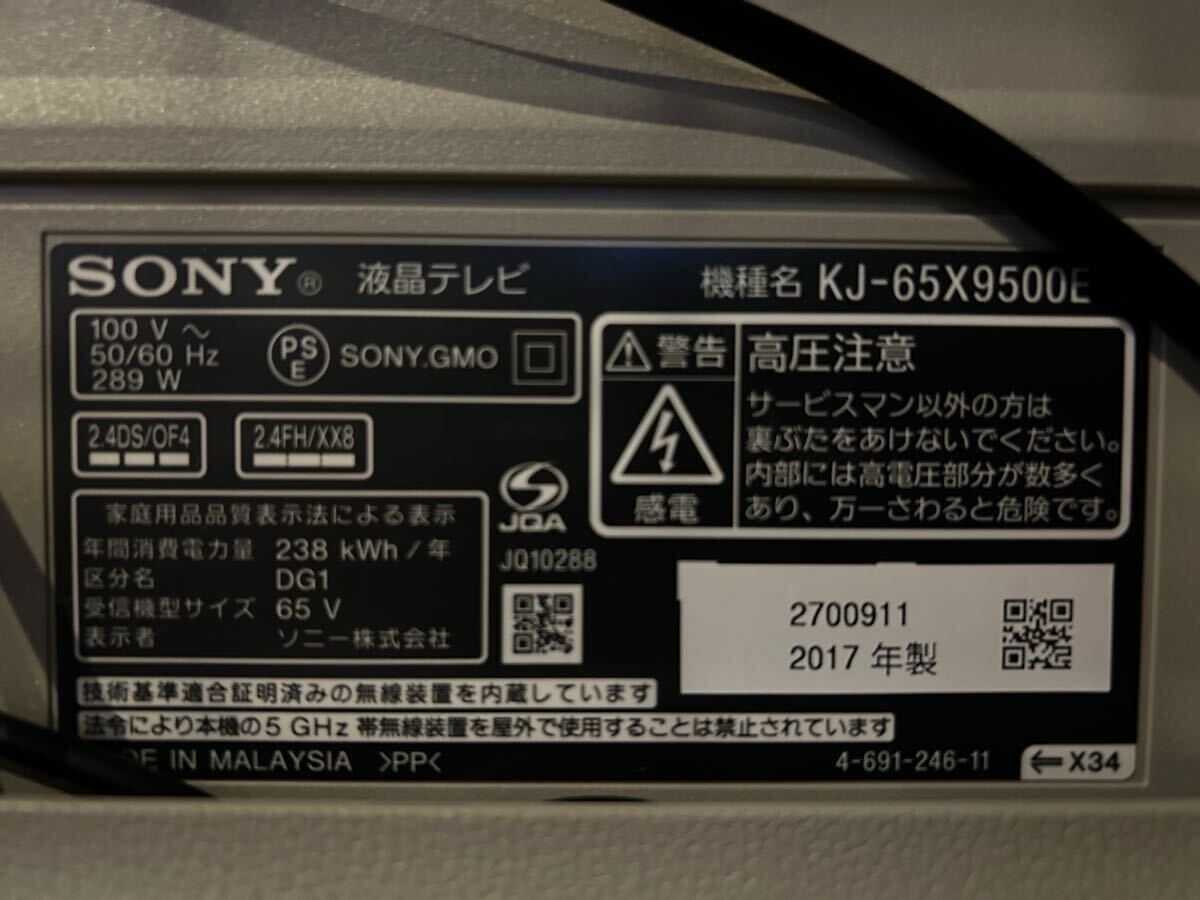 SONY® 液晶テレビ
機種名 KJ-65X9500E
100 V ～
50/60 Hz
289 W
PSE
SONY.GMO
警告
高圧注意
感電
サービスマン以外の方は
裏ぶたをあけないでください。
内部には高電圧部分が数多く
あり、万一さわると危険です。
2.4DS/OF4
2.4FH/XX8
JQA
JQ10288
家庭用品品質表示法による表示
年間消費電力量 238 kWh / 年
区分名 DG1
受信機型サイズ 65 V
表示者 ソニー株式会社
2700911
2017 年製
技術基準適合証明済みの無線装置を内蔵しています
法令により本機の5 GHz 帯無線装置を屋外で使用することは禁止されています
DE IN MALAYSIA >PP<
4-691-246-11
←X34